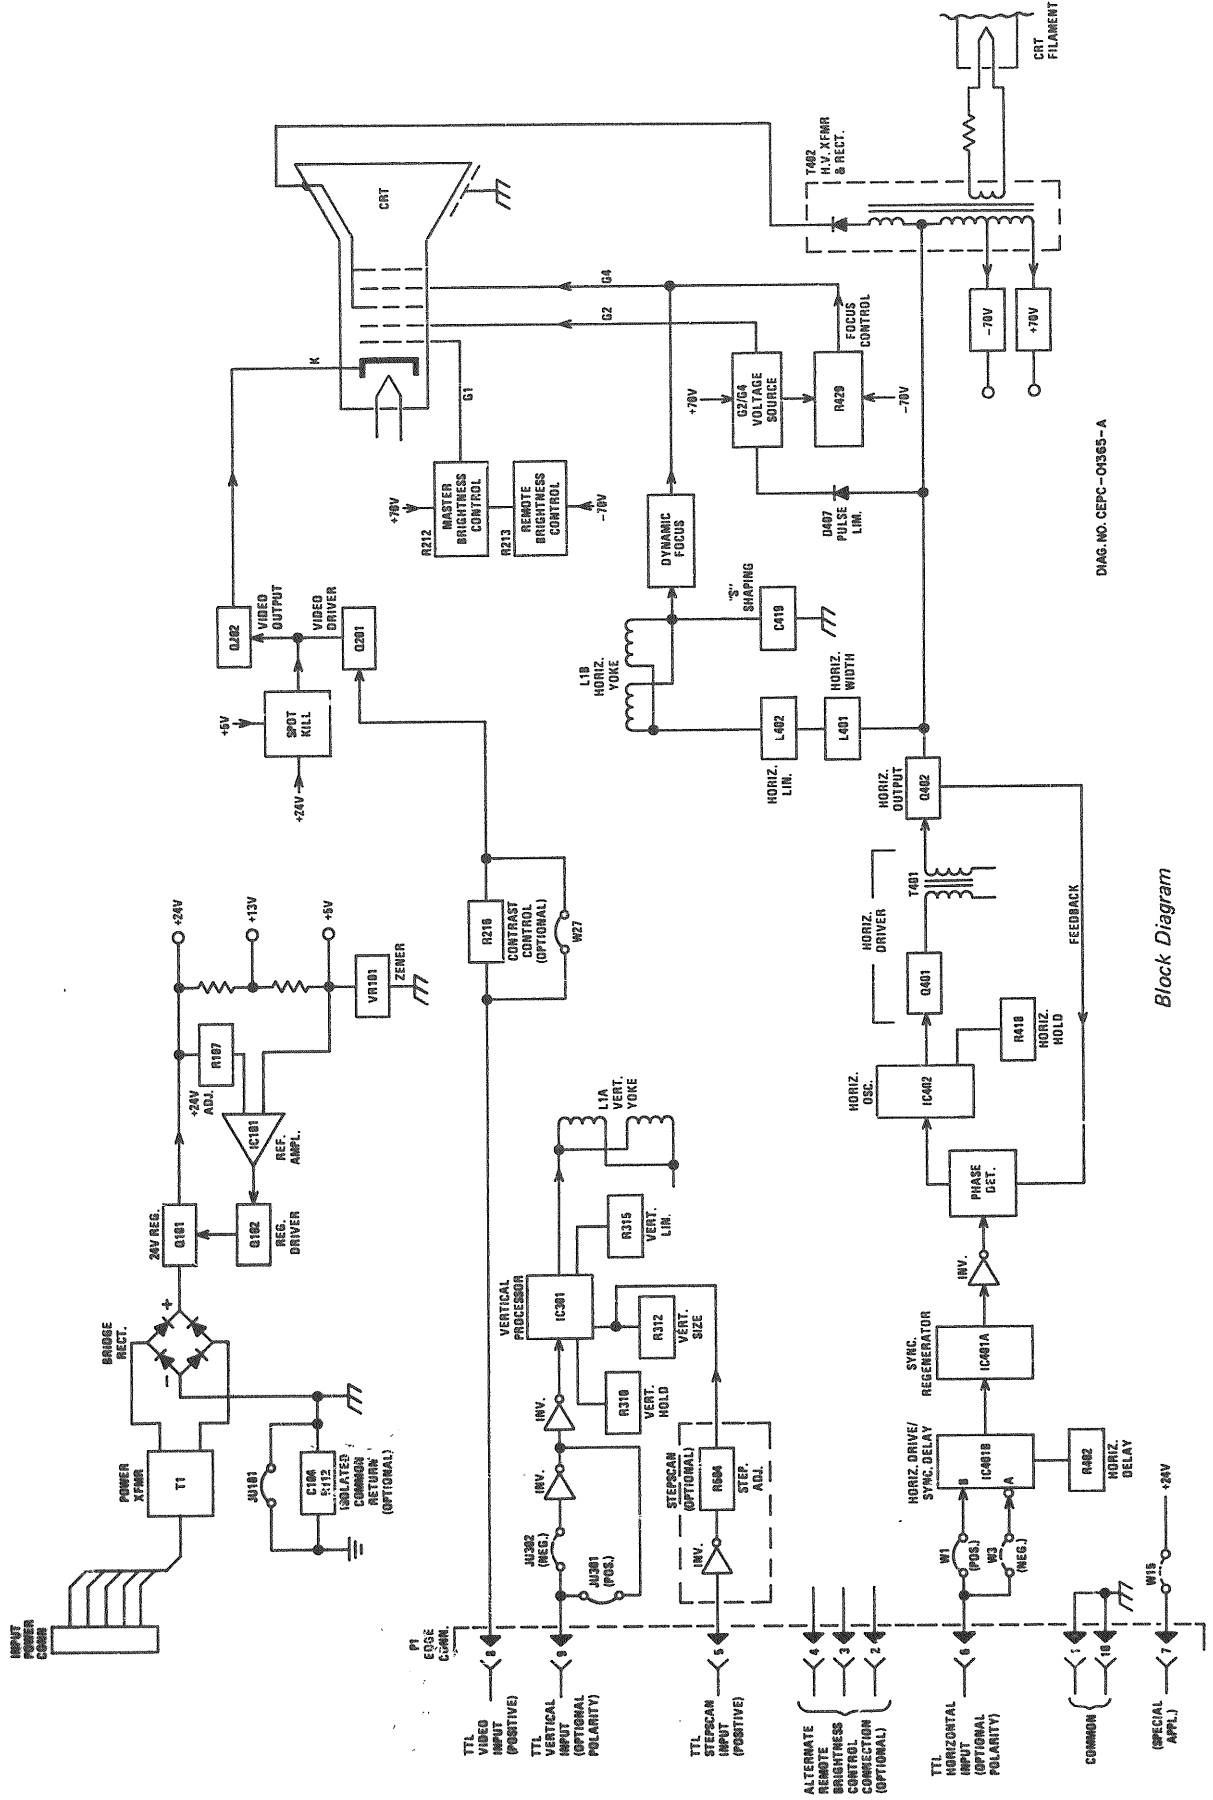 INPUT
POWER
CONN
POWER
XFMR
T1
BRIDGE
RECT.
+
-
24V REG.
Q101
Q102
REG.
DRIVER
IC101
REF.
AMPL.
+24V
ADJ.
R107
+24V
+13V
+5V
VR101
ZENER
JU101
C104
R112
ISOLATED
COMMON
RETURN
(OPTIONAL)
+24V
+5V
SPOT
KILL
Q202
VIDEO
OUTPUT
VIDEO
DRIVER
Q201
K
CRT
G1
G2
G4
+70V
R212
MASTER
BRIGHTNESS
CONTROL
R213
REMOTE
BRIGHTNESS
CONTROL
-70V
P1
EDGE
CONN.
TTL
VIDEO
INPUT
(POSITIVE)
8
R216
CONTRAST
CONTROL
(OPTIONAL)
W27
TTL
VERTICAL
INPUT
(OPTIONAL
POLARITY)
9
JU302
(NEG.)
JU301
(POS.)
INV.
INV.
VERTICAL
PROCESSOR
IC301
R310
VERT.
HOLD
R312
VERT.
SIZE
R315
VERT.
LIN.
L1A
VERT.
YOKE
TTL
STEPSCAN
INPUT
(POSITIVE)
5
STEPSCAN
(OPTIONAL)
INV.
R504
STEP.
ADJ.
ALTERNATE
REMOTE
BRIGHTNESS
CONTROL
CONNECTION
(OPTIONAL)
4
3
2
TTL
HORIZONTAL
INPUT
(OPTIONAL
POLARITY)
6
W1
(POS.)
W3
(NEG.)
HORIZ. DRIVE/
SYNC. DELAY
B
A
IC401B
R402
HORIZ.
DELAY
SYNC.
REGENERATOR
IC401A
INV.
PHASE
DET.
HORIZ.
OSC.
IC402
R418
HORIZ.
HOLD
HORIZ.
DRIVER
Q401
T401
HORIZ.
OUTPUT
Q402
FEEDBACK
HORIZ.
LIN.
L402
L401
HORIZ.
WIDTH
L1B
HORIZ.
YOKE
"S"
SHAPING
C419
DYNAMIC
FOCUS
D407
PULSE
LIM.
+70V
G2/G4
VOLTAGE
SOURCE
R429
FOCUS
CONTROL
-70V
T402
H.V. XFMR
& RECT.
-70V
+70V
CRT
FILAMENT
COMMON
1
10
(SPECIAL
APPL.)
7
W15
+24V
DIAG. NO. CEPC-01365-A
Block Diagram